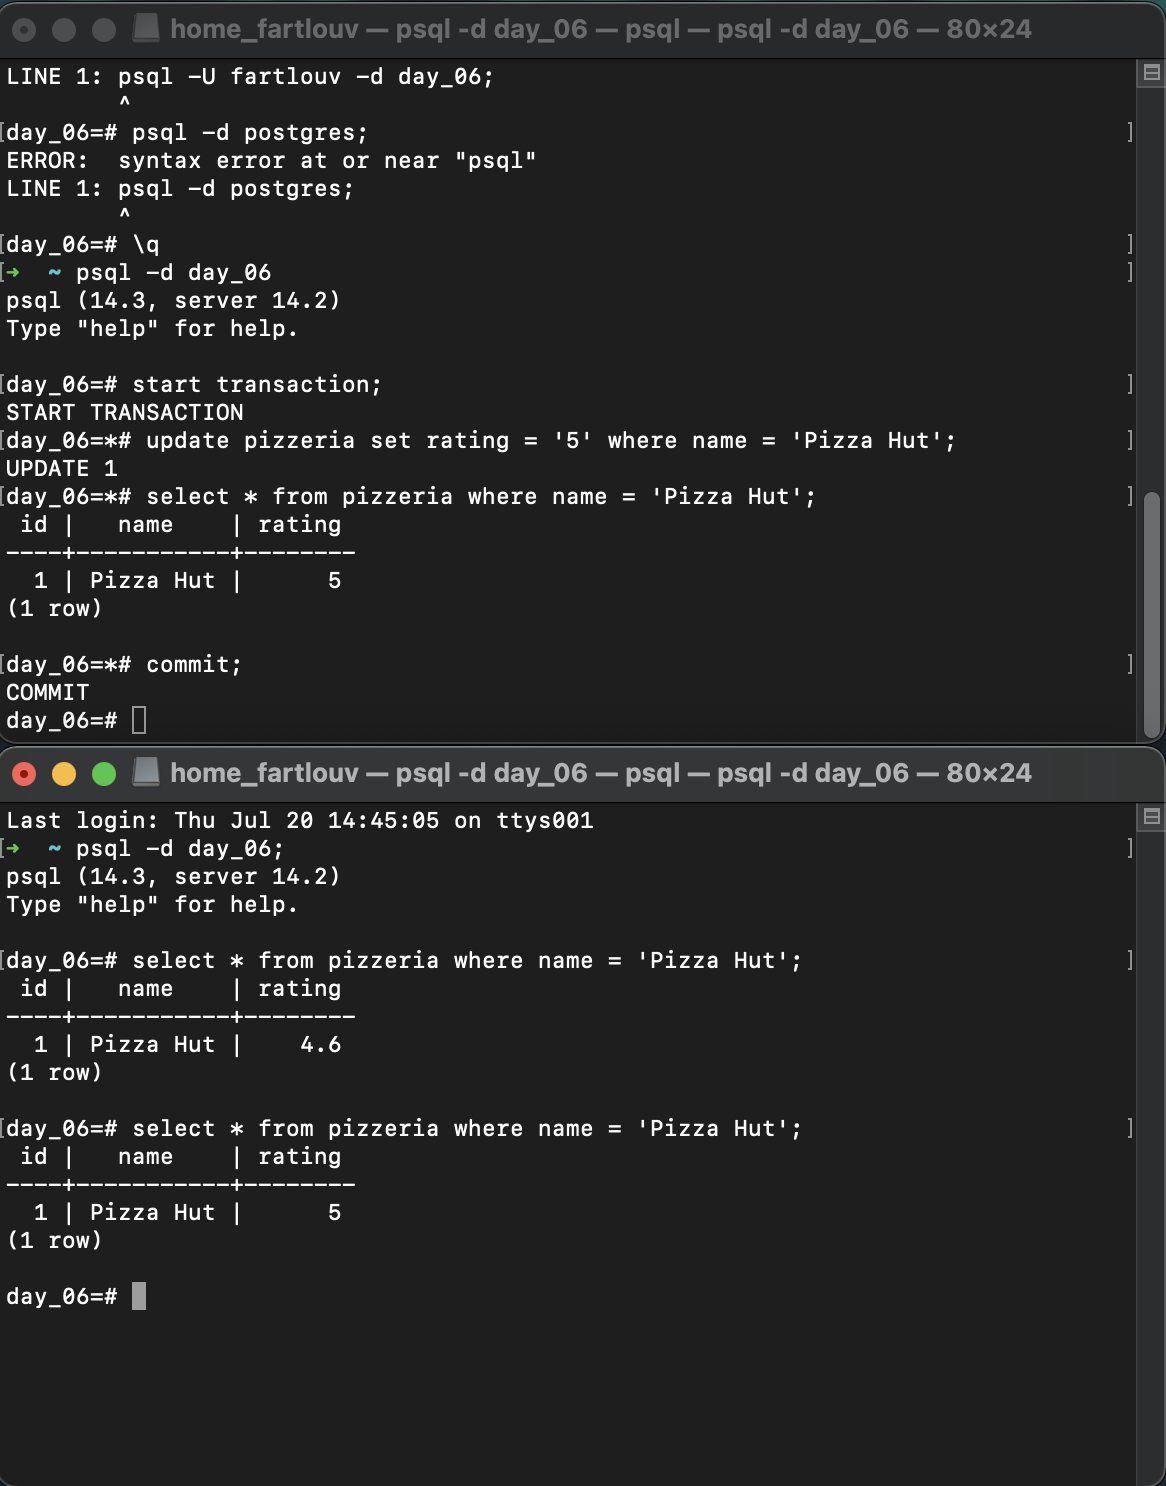 home_fartlouv — psql -d day_06 — psql — psql -d day_06 — 80×24
LINE 1: psql -U fartlouv -d day_06;
        ^
[day_06=# psql -d postgres; ]
ERROR:  syntax error at or near "psql"
LINE 1: psql -d postgres;
        ^
[day_06=# \q ]
[➜  ~ psql -d day_06 ]
psql (14.3, server 14.2)
Type "help" for help.
[day_06=# start transaction; ]
START TRANSACTION
[day_06=*# update pizzeria set rating = '5' where name = 'Pizza Hut'; ]
UPDATE 1
[day_06=*# select * from pizzeria where name = 'Pizza Hut'; ]
 id |   name    | rating
----+-----------+--------
  1 | Pizza Hut |      5
(1 row)
[day_06=*# commit; ]
COMMIT
day_06=#
home_fartlouv — psql -d day_06 — psql — psql -d day_06 — 80×24
Last login: Thu Jul 20 14:45:05 on ttys001
[➜  ~ psql -d day_06; ]
psql (14.3, server 14.2)
Type "help" for help.
[day_06=# select * from pizzeria where name = 'Pizza Hut'; ]
 id |   name    | rating
----+-----------+--------
  1 | Pizza Hut |    4.6
(1 row)
[day_06=# select * from pizzeria where name = 'Pizza Hut'; ]
 id |   name    | rating
----+-----------+--------
  1 | Pizza Hut |      5
(1 row)
day_06=#